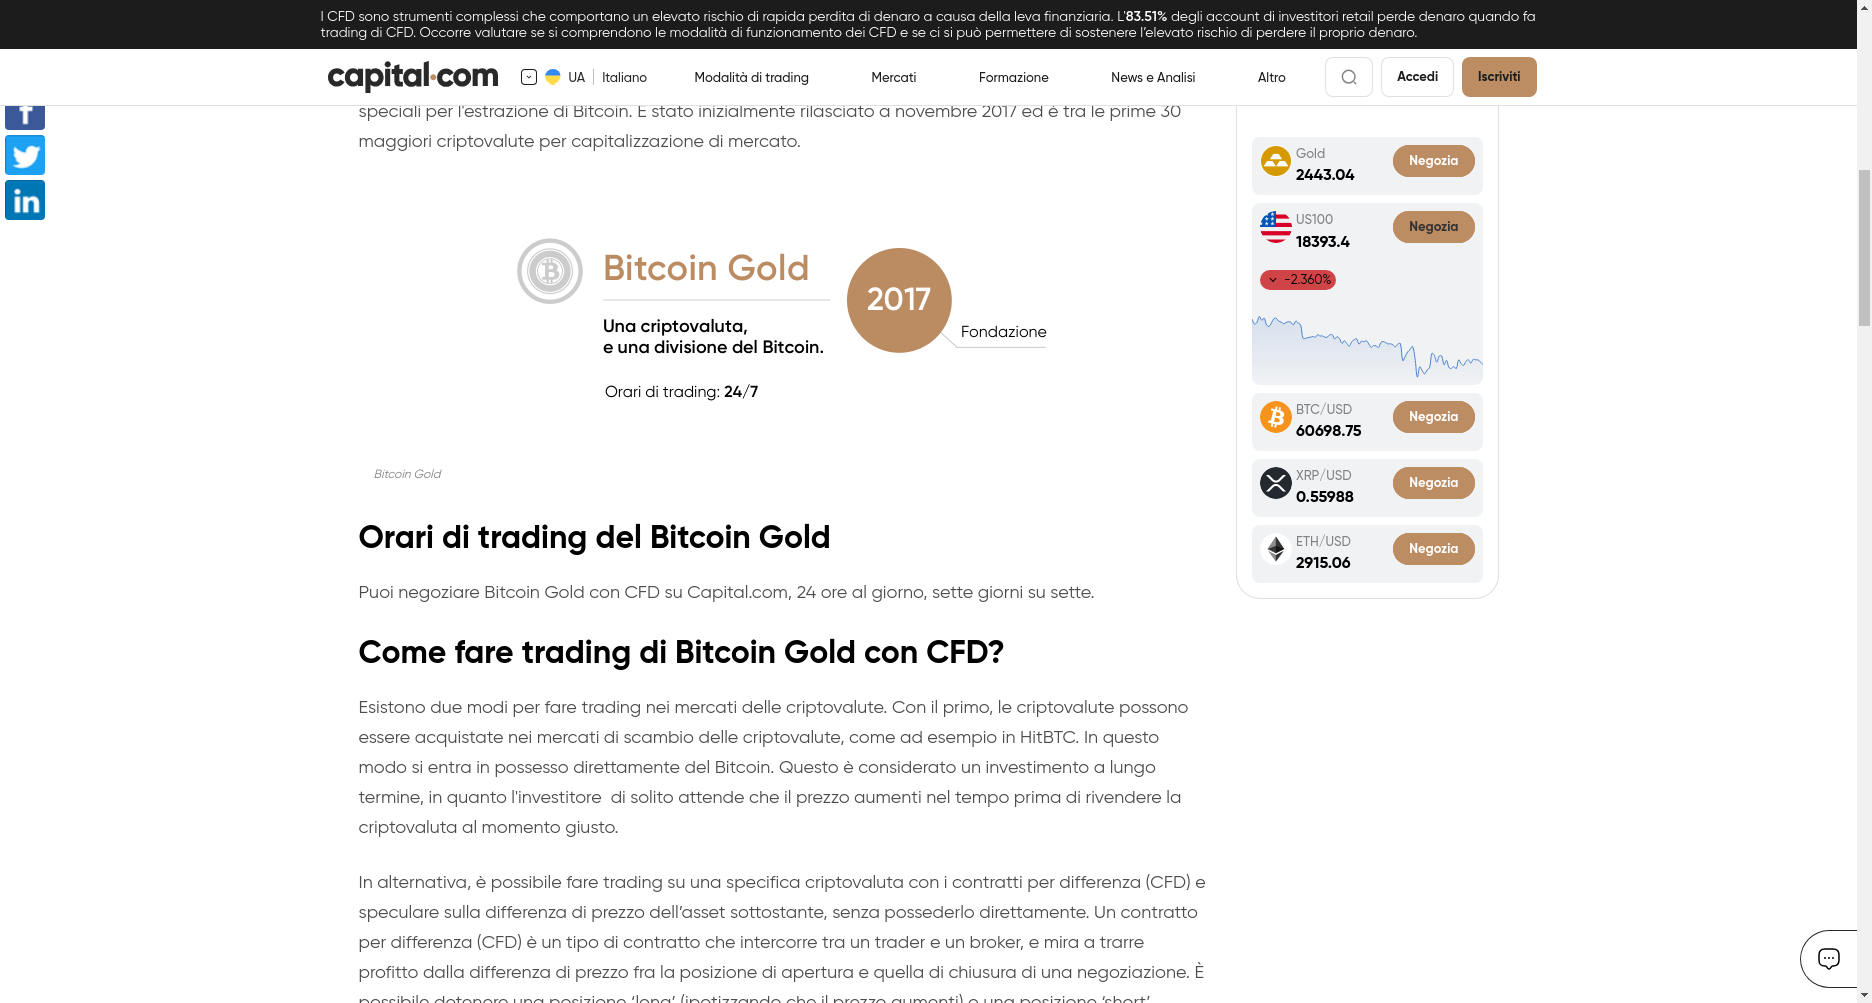 I CFD sono strumenti complessi che comportano un elevato rischio di rapida perdita di denaro a causa della leva finanziaria. L'83.51% degli account di investitori retail perde denaro quando fa
trading di CFD. Occorre valutare se si comprendono le modalità di funzionamento dei CFD e se ci si può permettere di sostenere l'elevato rischio di perdere il proprio denaro.
capital.com
UA | Italiano
Modalità di trading
Mercati
Formazione
News e Analisi
Altro
Accedi
Iscriviti
speciali per l'estrazione di Bitcoin. È stato inizialmente rilasciato a novembre 2017 ed è tra le prime 30
maggiori criptovalute per capitalizzazione di mercato.
Bitcoin Gold
Una criptovaluta,
e una divisione del Bitcoin.
Orari di trading: 24/7
2017
Fondazione
Bitcoin Gold
Orari di trading del Bitcoin Gold
Puoi negoziare Bitcoin Gold con CFD su Capital.com, 24 ore al giorno, sette giorni su sette.
Come fare trading di Bitcoin Gold con CFD?
Esistono due modi per fare trading nei mercati delle criptovalute. Con il primo, le criptovalute possono
essere acquistate nei mercati di scambio delle criptovalute, come ad esempio in HitBTC. In questo
modo si entra in possesso direttamente del Bitcoin. Questo è considerato un investimento a lungo
termine, in quanto l'investitore  di solito attende che il prezzo aumenti nel tempo prima di rivendere la
criptovaluta al momento giusto.
In alternativa, è possibile fare trading su una specifica criptovaluta con i contratti per differenza (CFD) e
speculare sulla differenza di prezzo dell’asset sottostante, senza possederlo direttamente. Un contratto
per differenza (CFD) è un tipo di contratto che intercorre tra un trader e un broker, e mira a trarre
profitto dalla differenza di prezzo fra la posizione di apertura e quella di chiusura di una negoziazione. È
possibile detenere una posizione ‘long’ (ipotizzando che il prezzo aumenti) o una posizione ‘short’
Gold
2443.04
Negozia
US100
18393.4
Negozia
-2.360%
BTC/USD
60698.75
Negozia
XRP/USD
0.55988
Negozia
ETH/USD
2915.06
Negozia